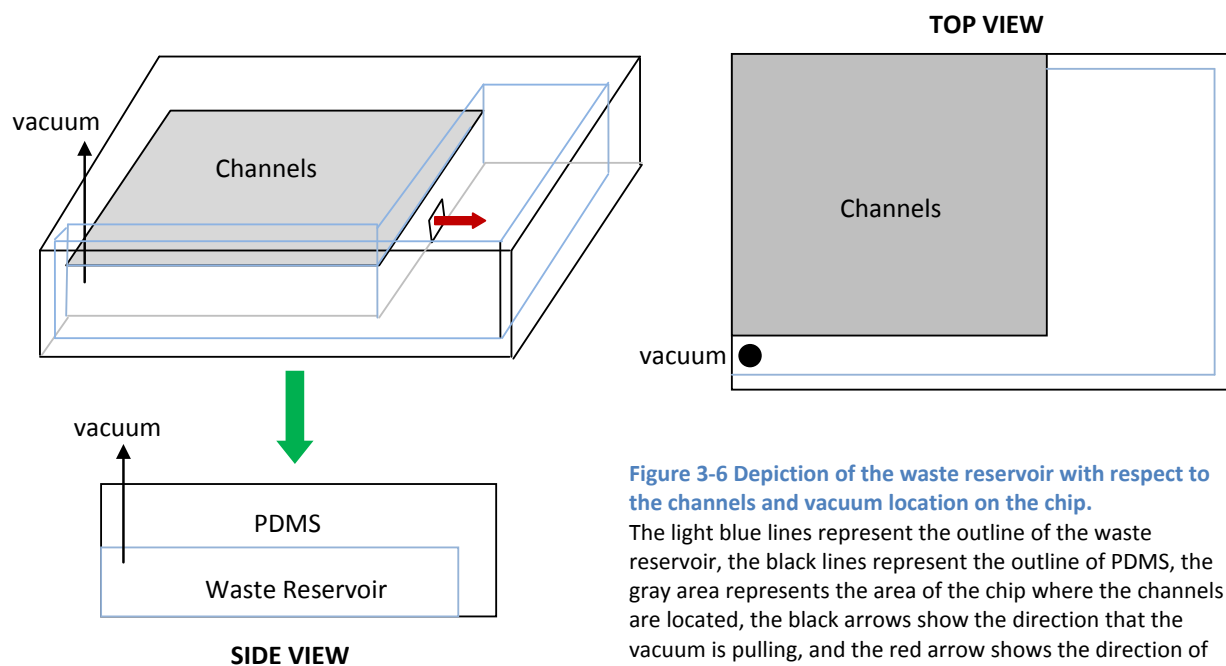 TOP VIEW
vacuum
Channels
Channels
vacuum
vacuum
PDMS
Waste Reservoir
SIDE VIEW
Figure 3-6 Depiction of the waste reservoir with respect to
the channels and vacuum location on the chip.
The light blue lines represent the outline of the waste
reservoir, the black lines represent the outline of PDMS, the
gray area represents the area of the chip where the channels
are located, the black arrows show the direction that the
vacuum is pulling, and the red arrow shows the direction of